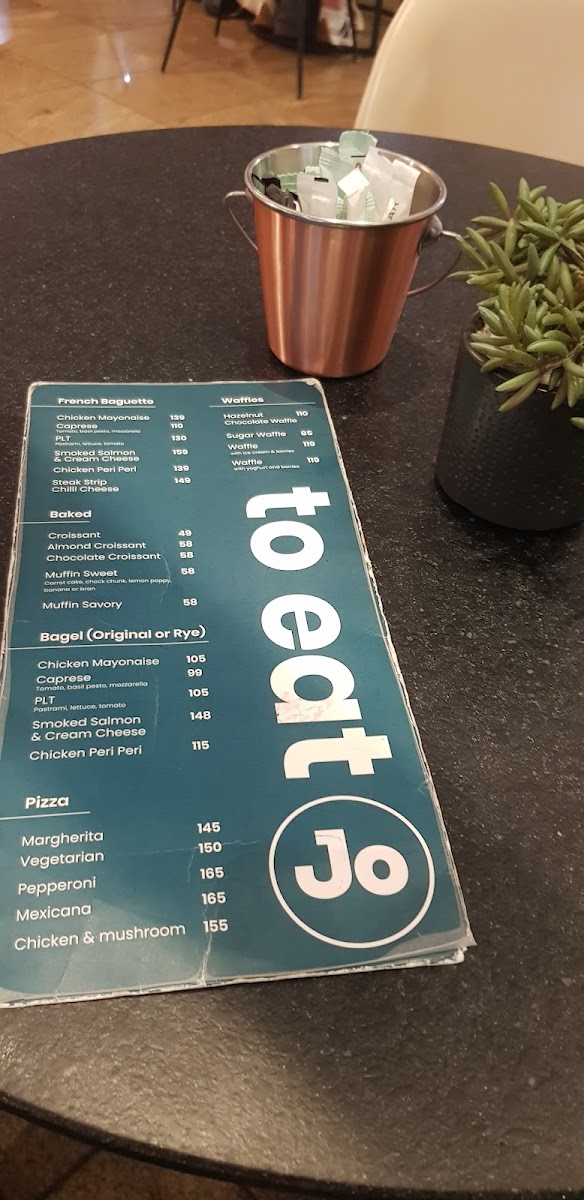 French Baguette
Chicken Mayonaise 139
Caprese 110
Tomato, basil pesto, mozzarella
PLT 130
Pastrami, lettuce, tomato
Smoked Salmon 159
& Cream Cheese
Chicken Peri Peri 139
Steak Strip 149
Chilli Cheese
Waffles
Hazelnut 110
Chocolate Waffle
Sugar Waffle 85
Waffle 119
with ice cream & berries
Waffle 119
with yoghurt and berries
Baked
Croissant 49
Almond Croissant 58
Chocolate Croissant 58
Muffin Sweet 58
Carrot cake, chock chunk, lemon poppy,
banana or bran
Muffin Savory 58
Bagel (Original or Rye)
Chicken Mayonaise 105
Caprese 99
Tomato, basil pesto, mozzarella
PLT 105
Pastrami, lettuce, tomato
Smoked Salmon 148
& Cream Cheese
Chicken Peri Peri 115
Pizza
Margherita 145
Vegetarian 150
Pepperoni 165
Mexicana 165
Chicken & mushroom 155
to eat
Jo